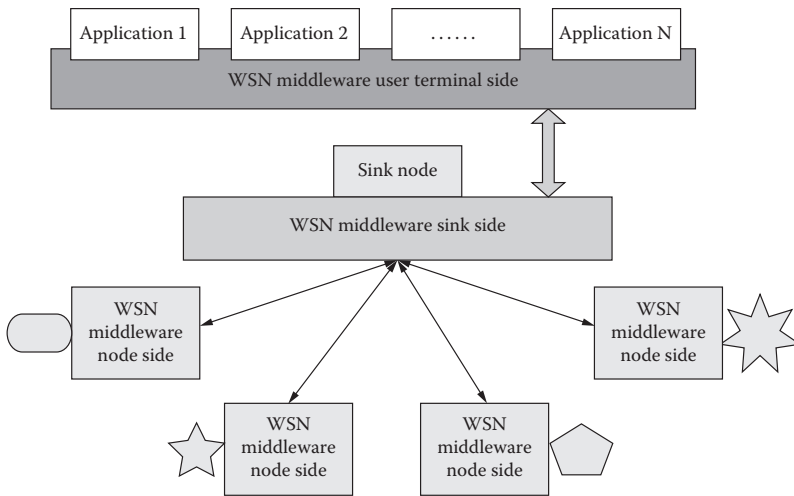 Application 1
Application 2
......
Application N
WSN middleware user terminal side
Sink node
WSN middleware sink side
WSN
middleware
node side
WSN
middleware
node side
WSN
middleware
node side
WSN
middleware
node side